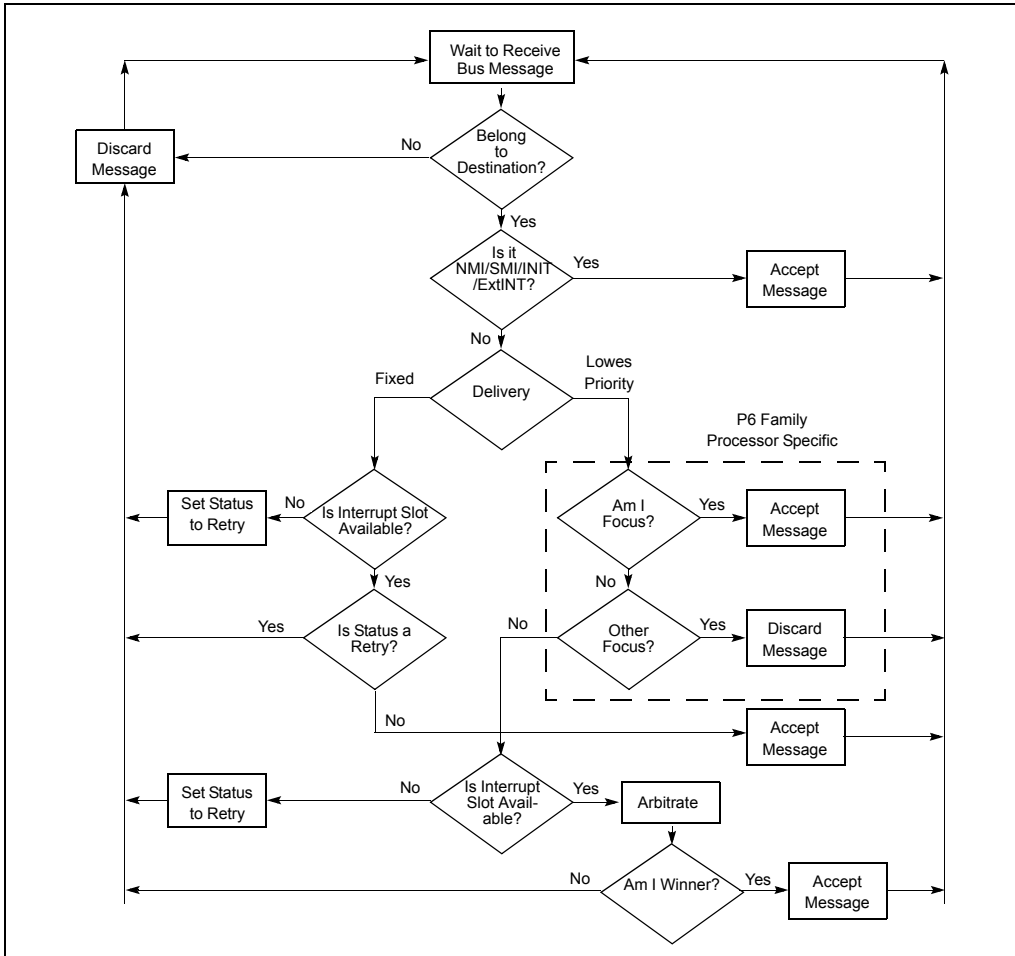 Wait to Receive
Bus Message
Belong
to
Destination?
No
Discard
Message
Yes
Is it
NMI/SMI/INIT
/ExtINT?
Yes
Accept
Message
No
Delivery
Fixed
Lowes
Priority
P6 Family
Processor Specific
Set Status
to Retry
No
Is Interrupt Slot
Available?
Am I
Focus?
Yes
Accept
Message
Yes
No
Yes
Is Status a
Retry?
No
Other
Focus?
Yes
Discard
Message
No
Accept
Message
Set Status
to Retry
No
Is Interrupt
Slot Avail-
able?
Yes
Arbitrate
No
Am I Winner?
Yes
Accept
Message